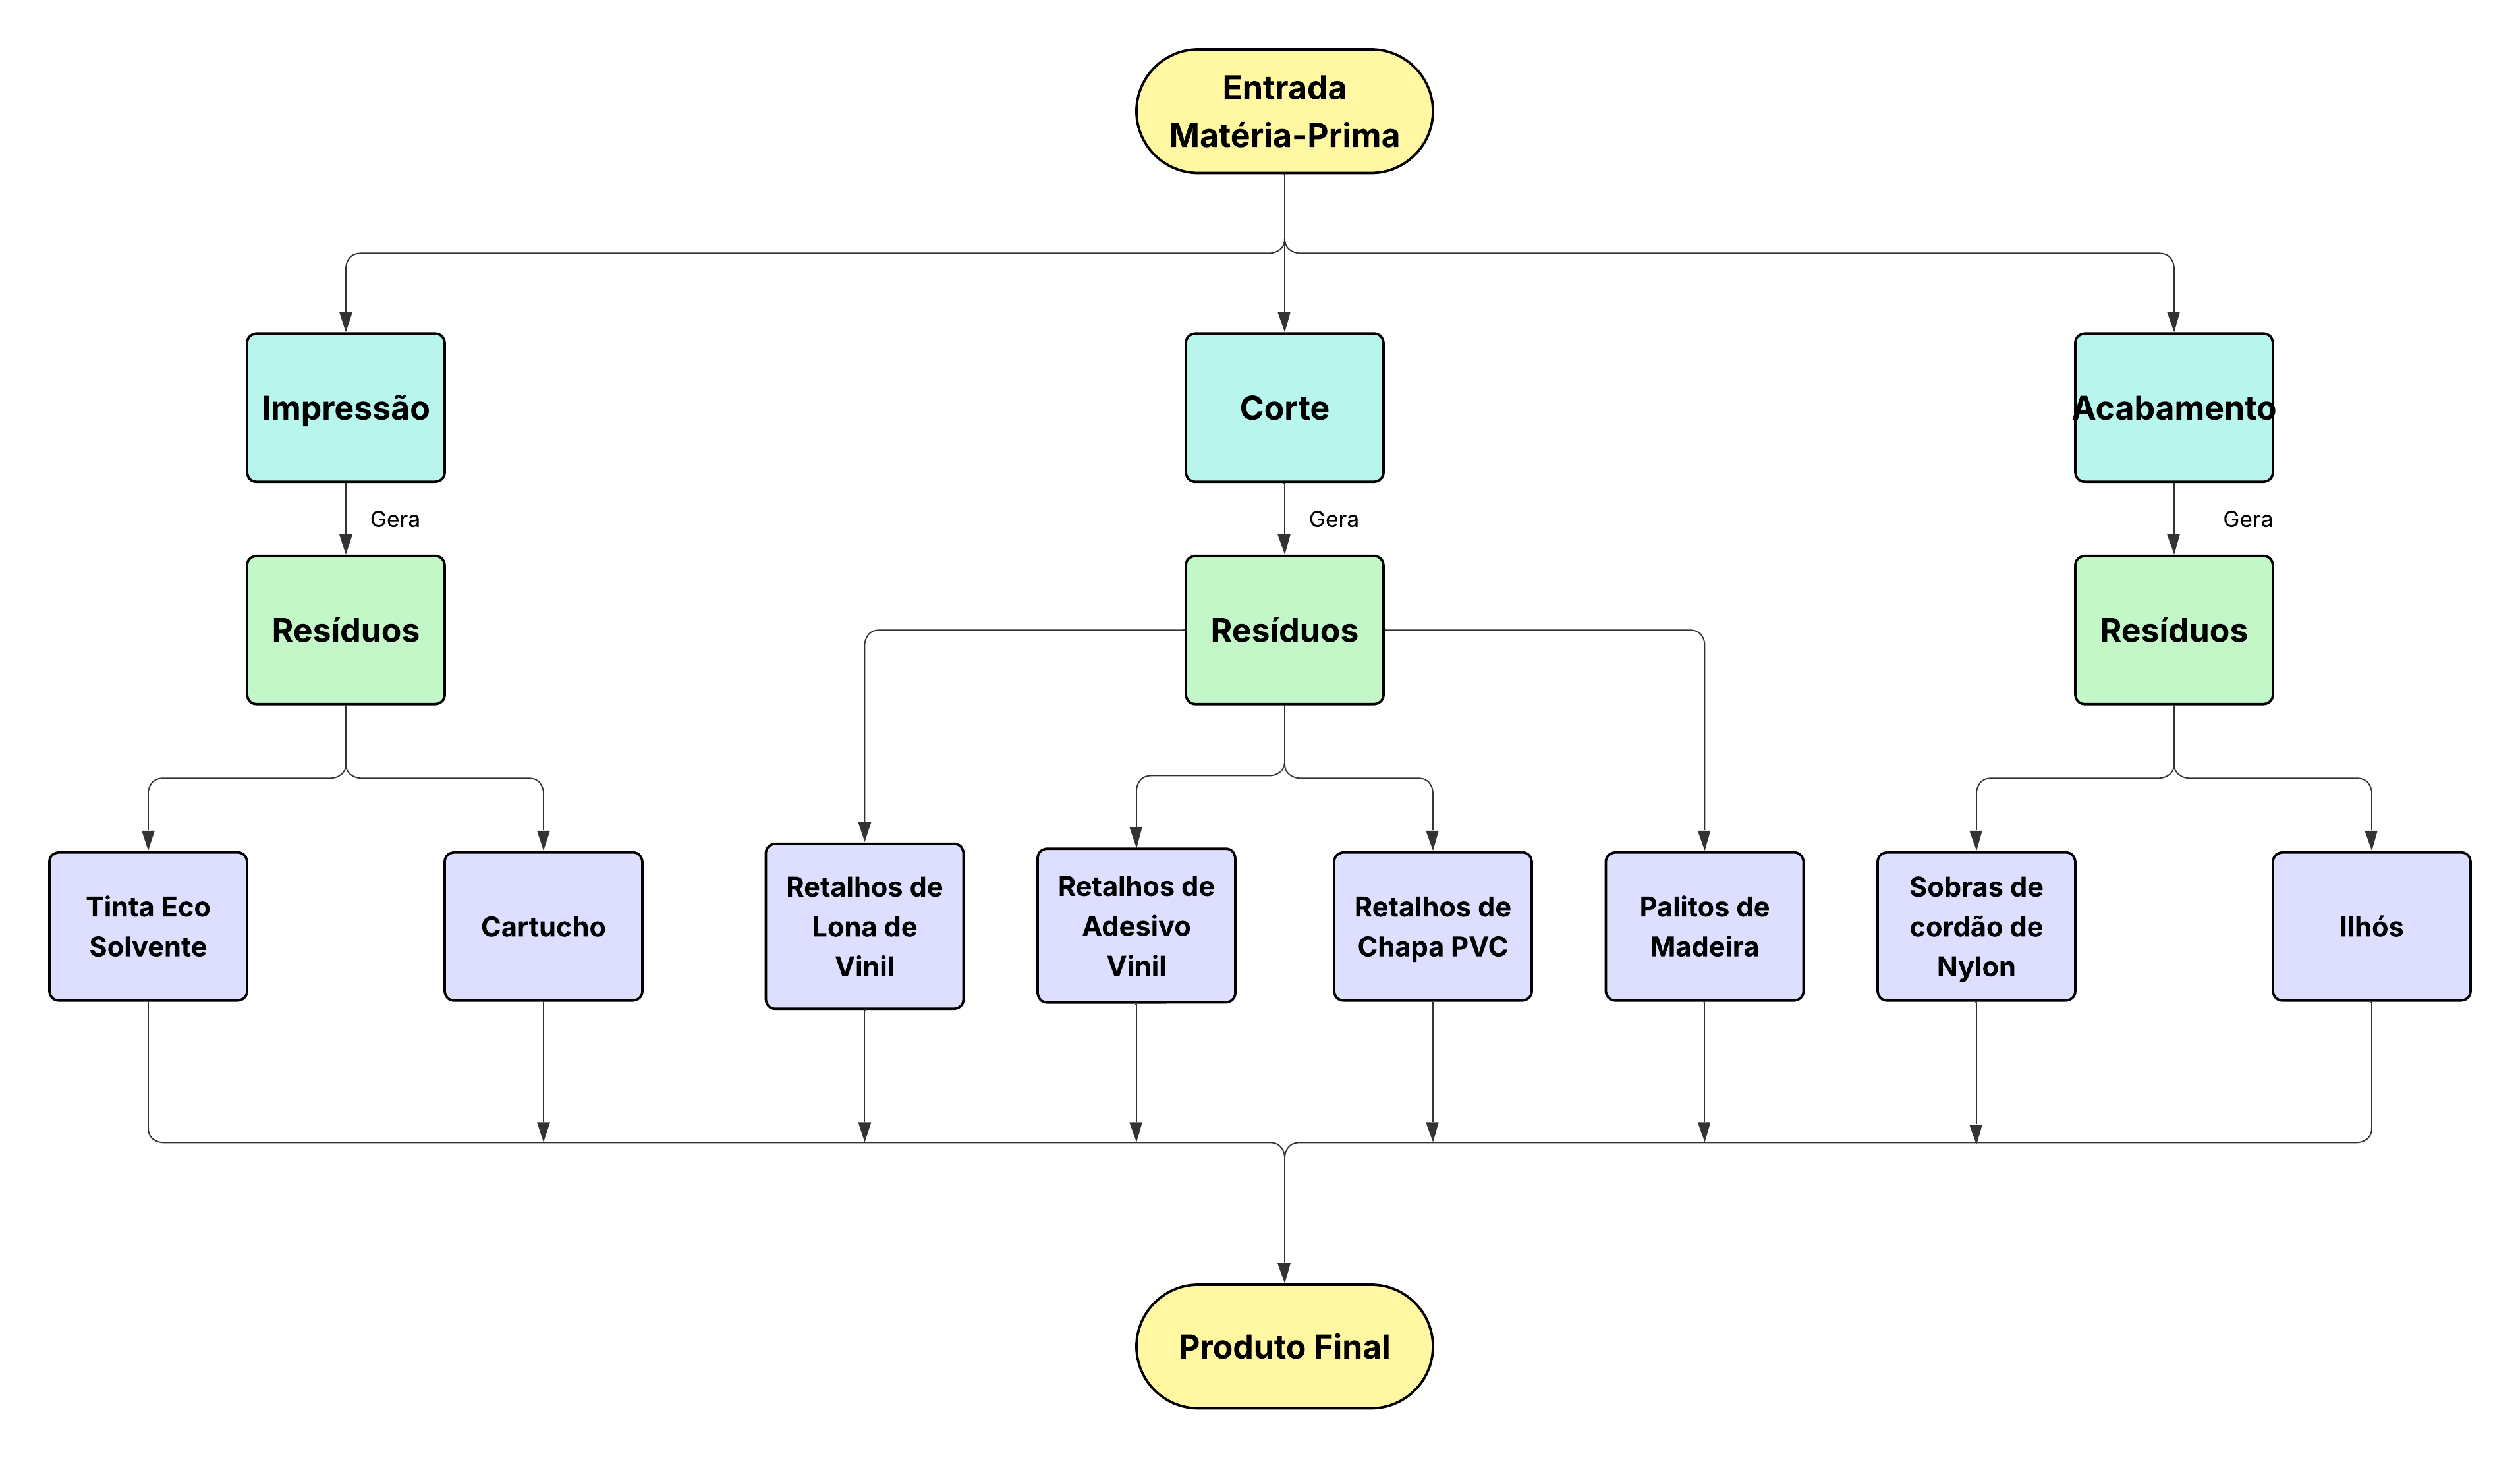 Entrada
Matéria-Prima
Impressão
Corte
Acabamento
Gera
Gera
Gera
Resíduos
Resíduos
Resíduos
Tinta Eco
Solvente
Cartucho
Retalhos de
Lona de
Vinil
Retalhos de
Adesivo
Vinil
Retalhos de
Chapa PVC
Palitos de
Madeira
Sobras de
cordão de
Nylon
Ilhós
Produto Final